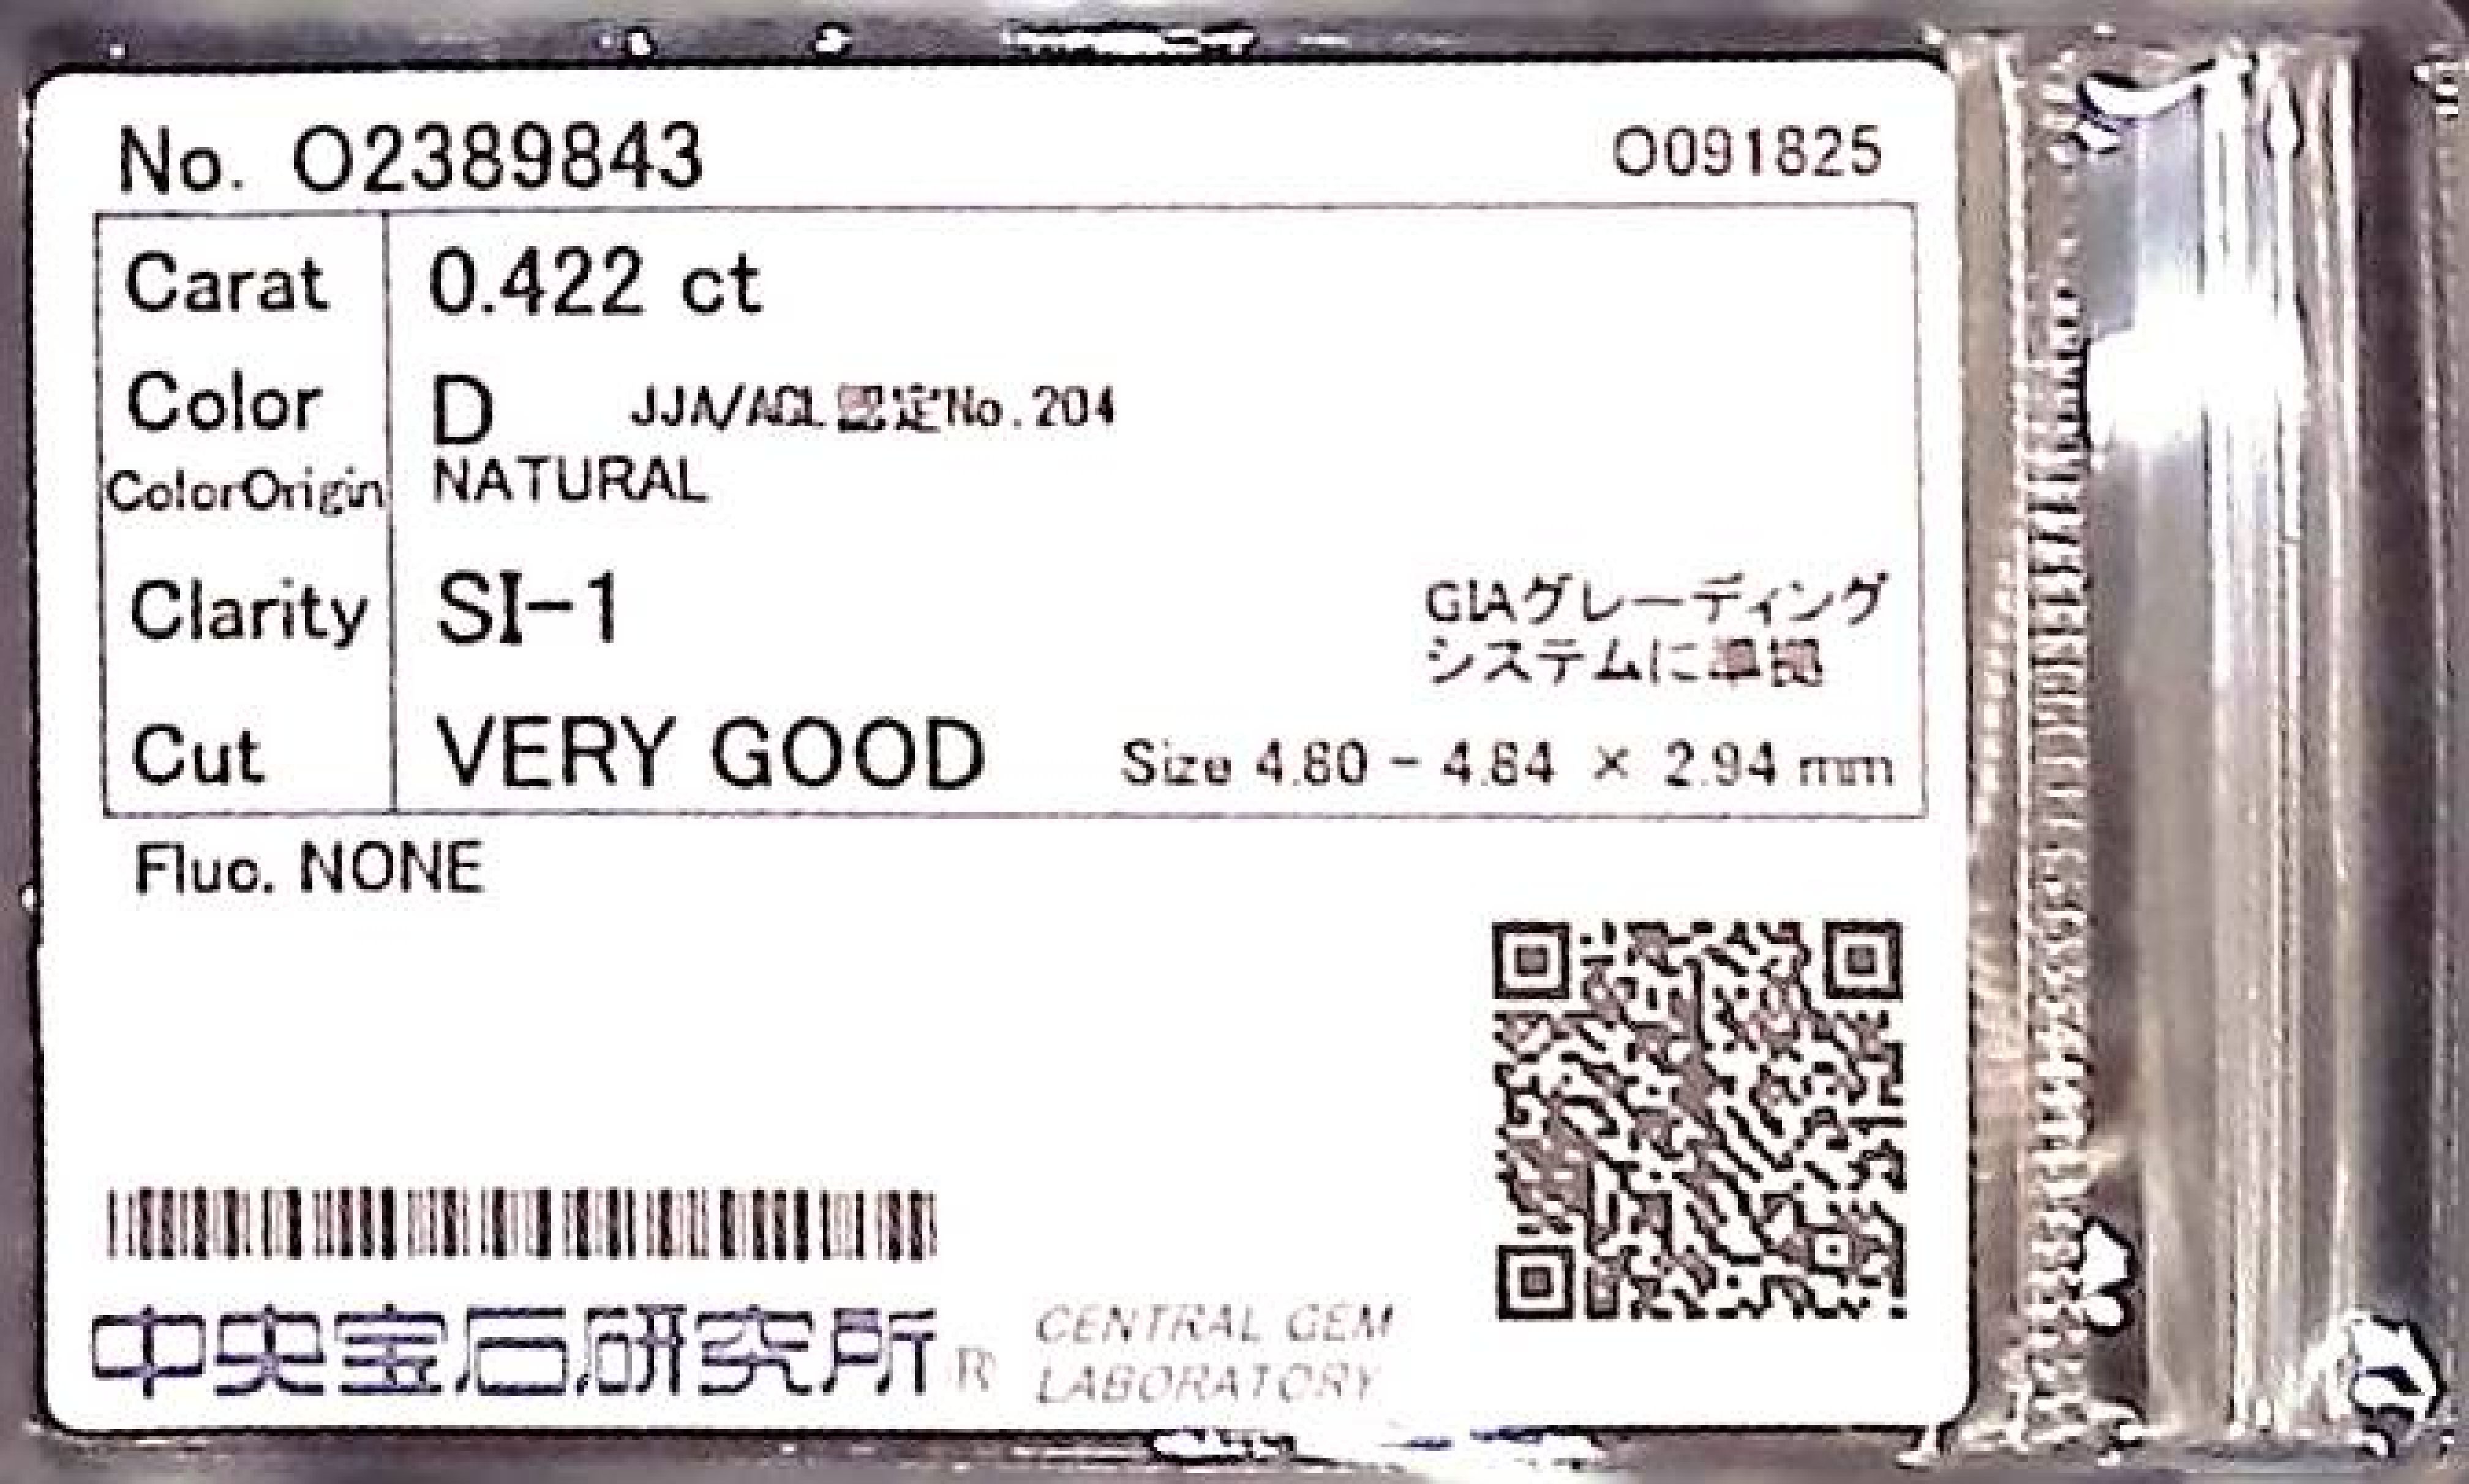 No. O2389843 O091825
Carat 0.422 ct
Color D JJA/AGL認定No.204
ColorOrigin NATURAL
Clarity SI-1
GIAグレーディング
システムに準拠
Cut VERY GOOD Size 4.80 - 4.84 × 2.94 mm
Fluo. NONE
中央宝石研究所 R
CENTRAL GEM
LABORATORY